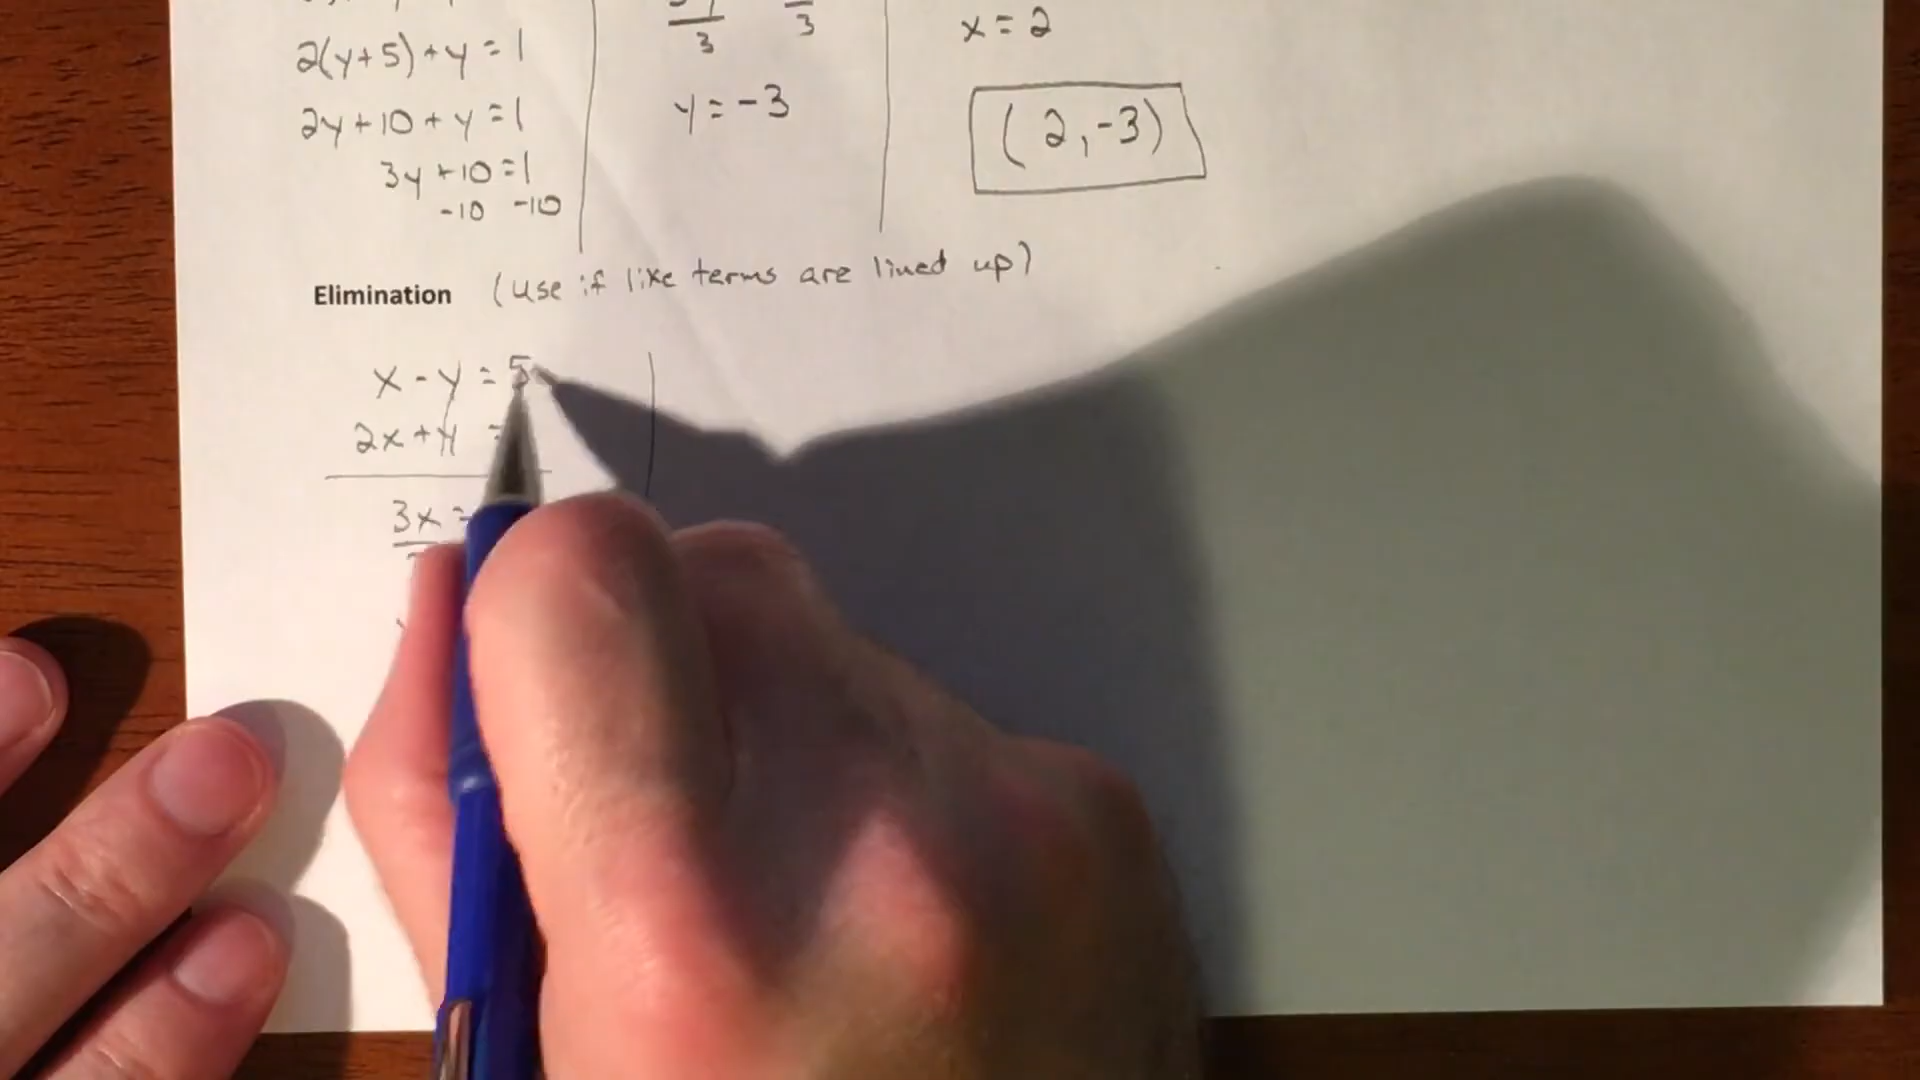 2(y+5)+y=1
2y+10+y=1
3y+10=1
-10 -10
3
3
y=-3
x=2
(2,-3)
Elimination (use if like terms are lined up)
x-y=5
2x+y =
3x=